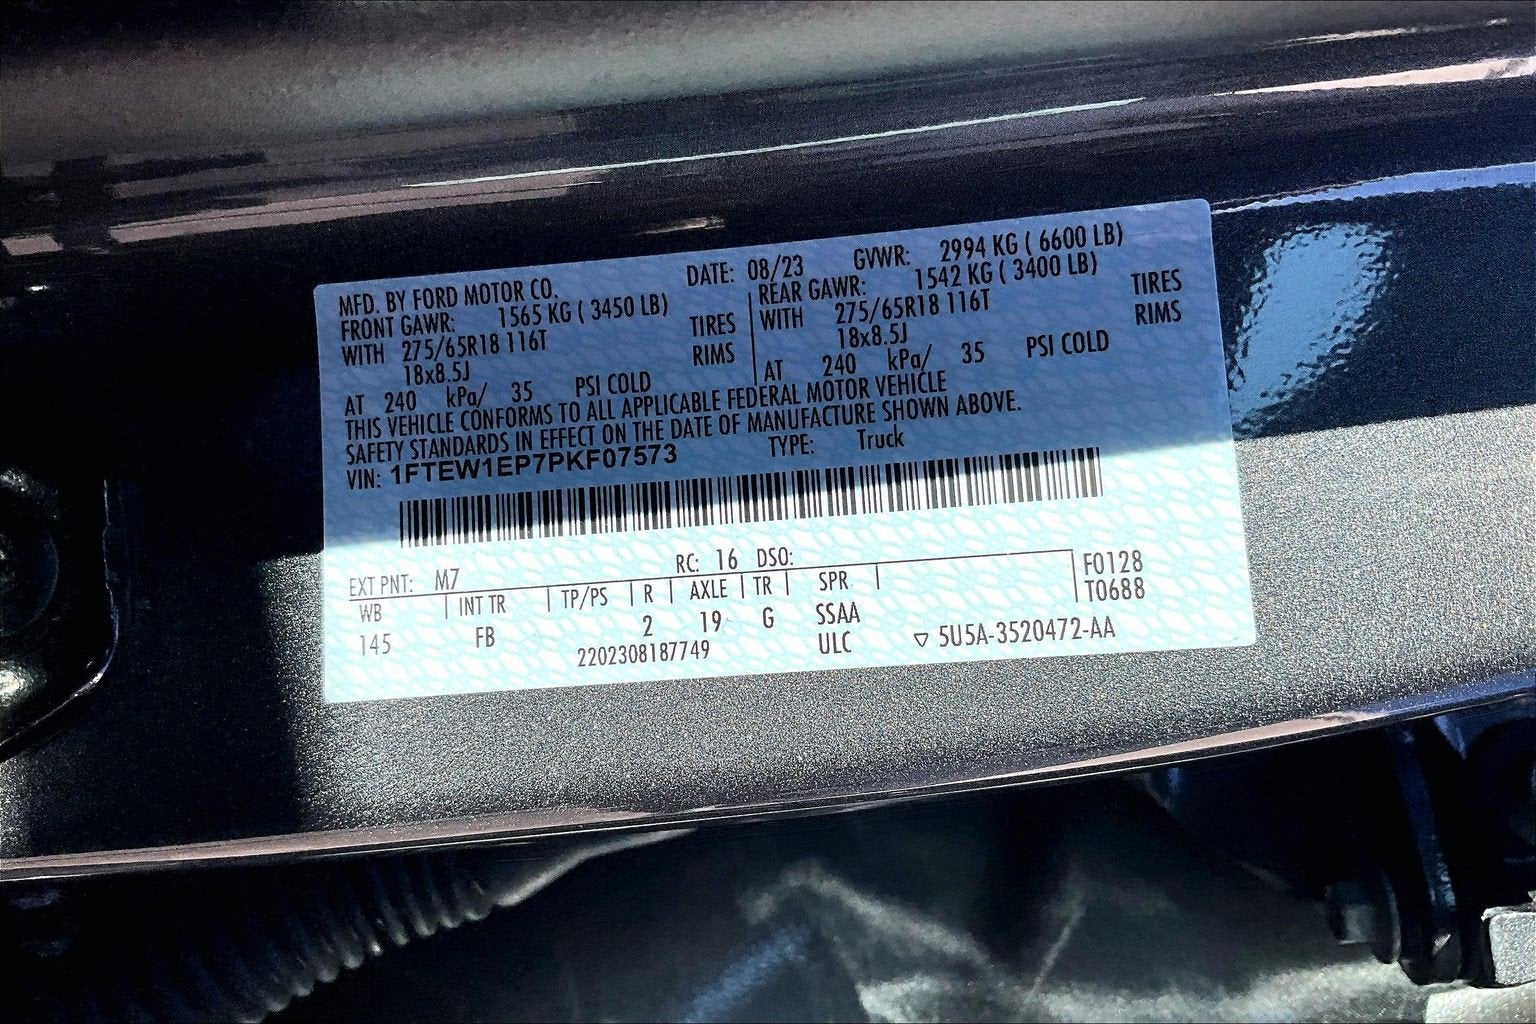 MFD. BY FORD MOTOR CO. DATE: 08/23 GVWR: 2994 KG ( 6600 LB)
FRONT GAWR: 1565 KG ( 3450 LB) REAR GAWR: 1542 KG ( 3400 LB)
WITH 275/65R18 116T TIRES WITH 275/65R18 116T TIRES
18x8.5J RIMS 18x8.5J RIMS
AT 240 kPa/ 35 PSI COLD AT 240 kPa/ 35 PSI COLD
THIS VEHICLE CONFORMS TO ALL APPLICABLE FEDERAL MOTOR VEHICLE
SAFETY STANDARDS IN EFFECT ON THE DATE OF MANUFACTURE SHOWN ABOVE.
VIN: 1FTEW1EP7PKF07573 TYPE: Truck
EXT PNT: M7 RC: 16 DSO: F0128
WB INT TR TP/PS R AXLE TR SPR T0688
145 FB 2 19 G SSAA
2202308187749 ULC ▽ 5U5A-3520472-AA